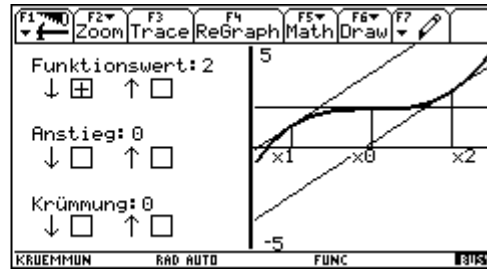 F1 F2 F3 F4 F5 F6 F7
Zoom Trace ReGraph Math Draw
Funktionswert:2
↓ ⊞ ↑ □
Anstieg:0
↓ □ ↑ □
Krümmung:0
↓ □ ↑ □
5
x1 x0 x2
-5
KRUEMMUN RAD AUTO FUNC BUSY